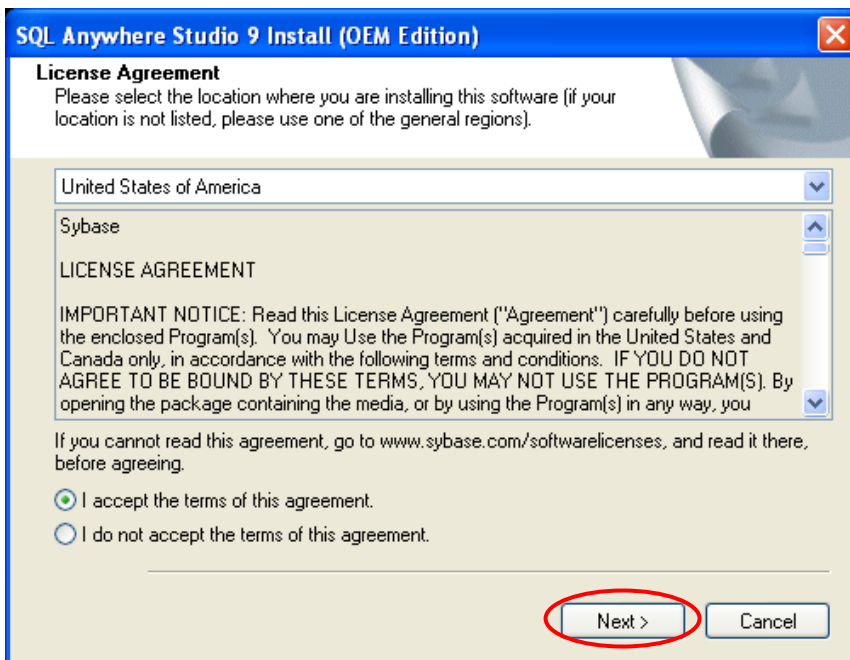 SQL Anywhere Studio 9 Install (OEM Edition)
License Agreement
Please select the location where you are installing this software (if your
location is not listed, please use one of the general regions).
United States of America
Sybase
LICENSE AGREEMENT
IMPORTANT NOTICE: Read this License Agreement ("Agreement") carefully before using
the enclosed Program(s).  You may Use the Program(s) acquired in the United States and
Canada only, in accordance with the following terms and conditions.  IF YOU DO NOT
AGREE TO BE BOUND BY THESE TERMS, YOU MAY NOT USE THE PROGRAM(S). By
opening the package containing the media, or by using the Program(s) in any way, you
If you cannot read this agreement, go to www.sybase.com/softwarelicenses, and read it there,
before agreeing.
I accept the terms of this agreement.
I do not accept the terms of this agreement.
Next >
Cancel